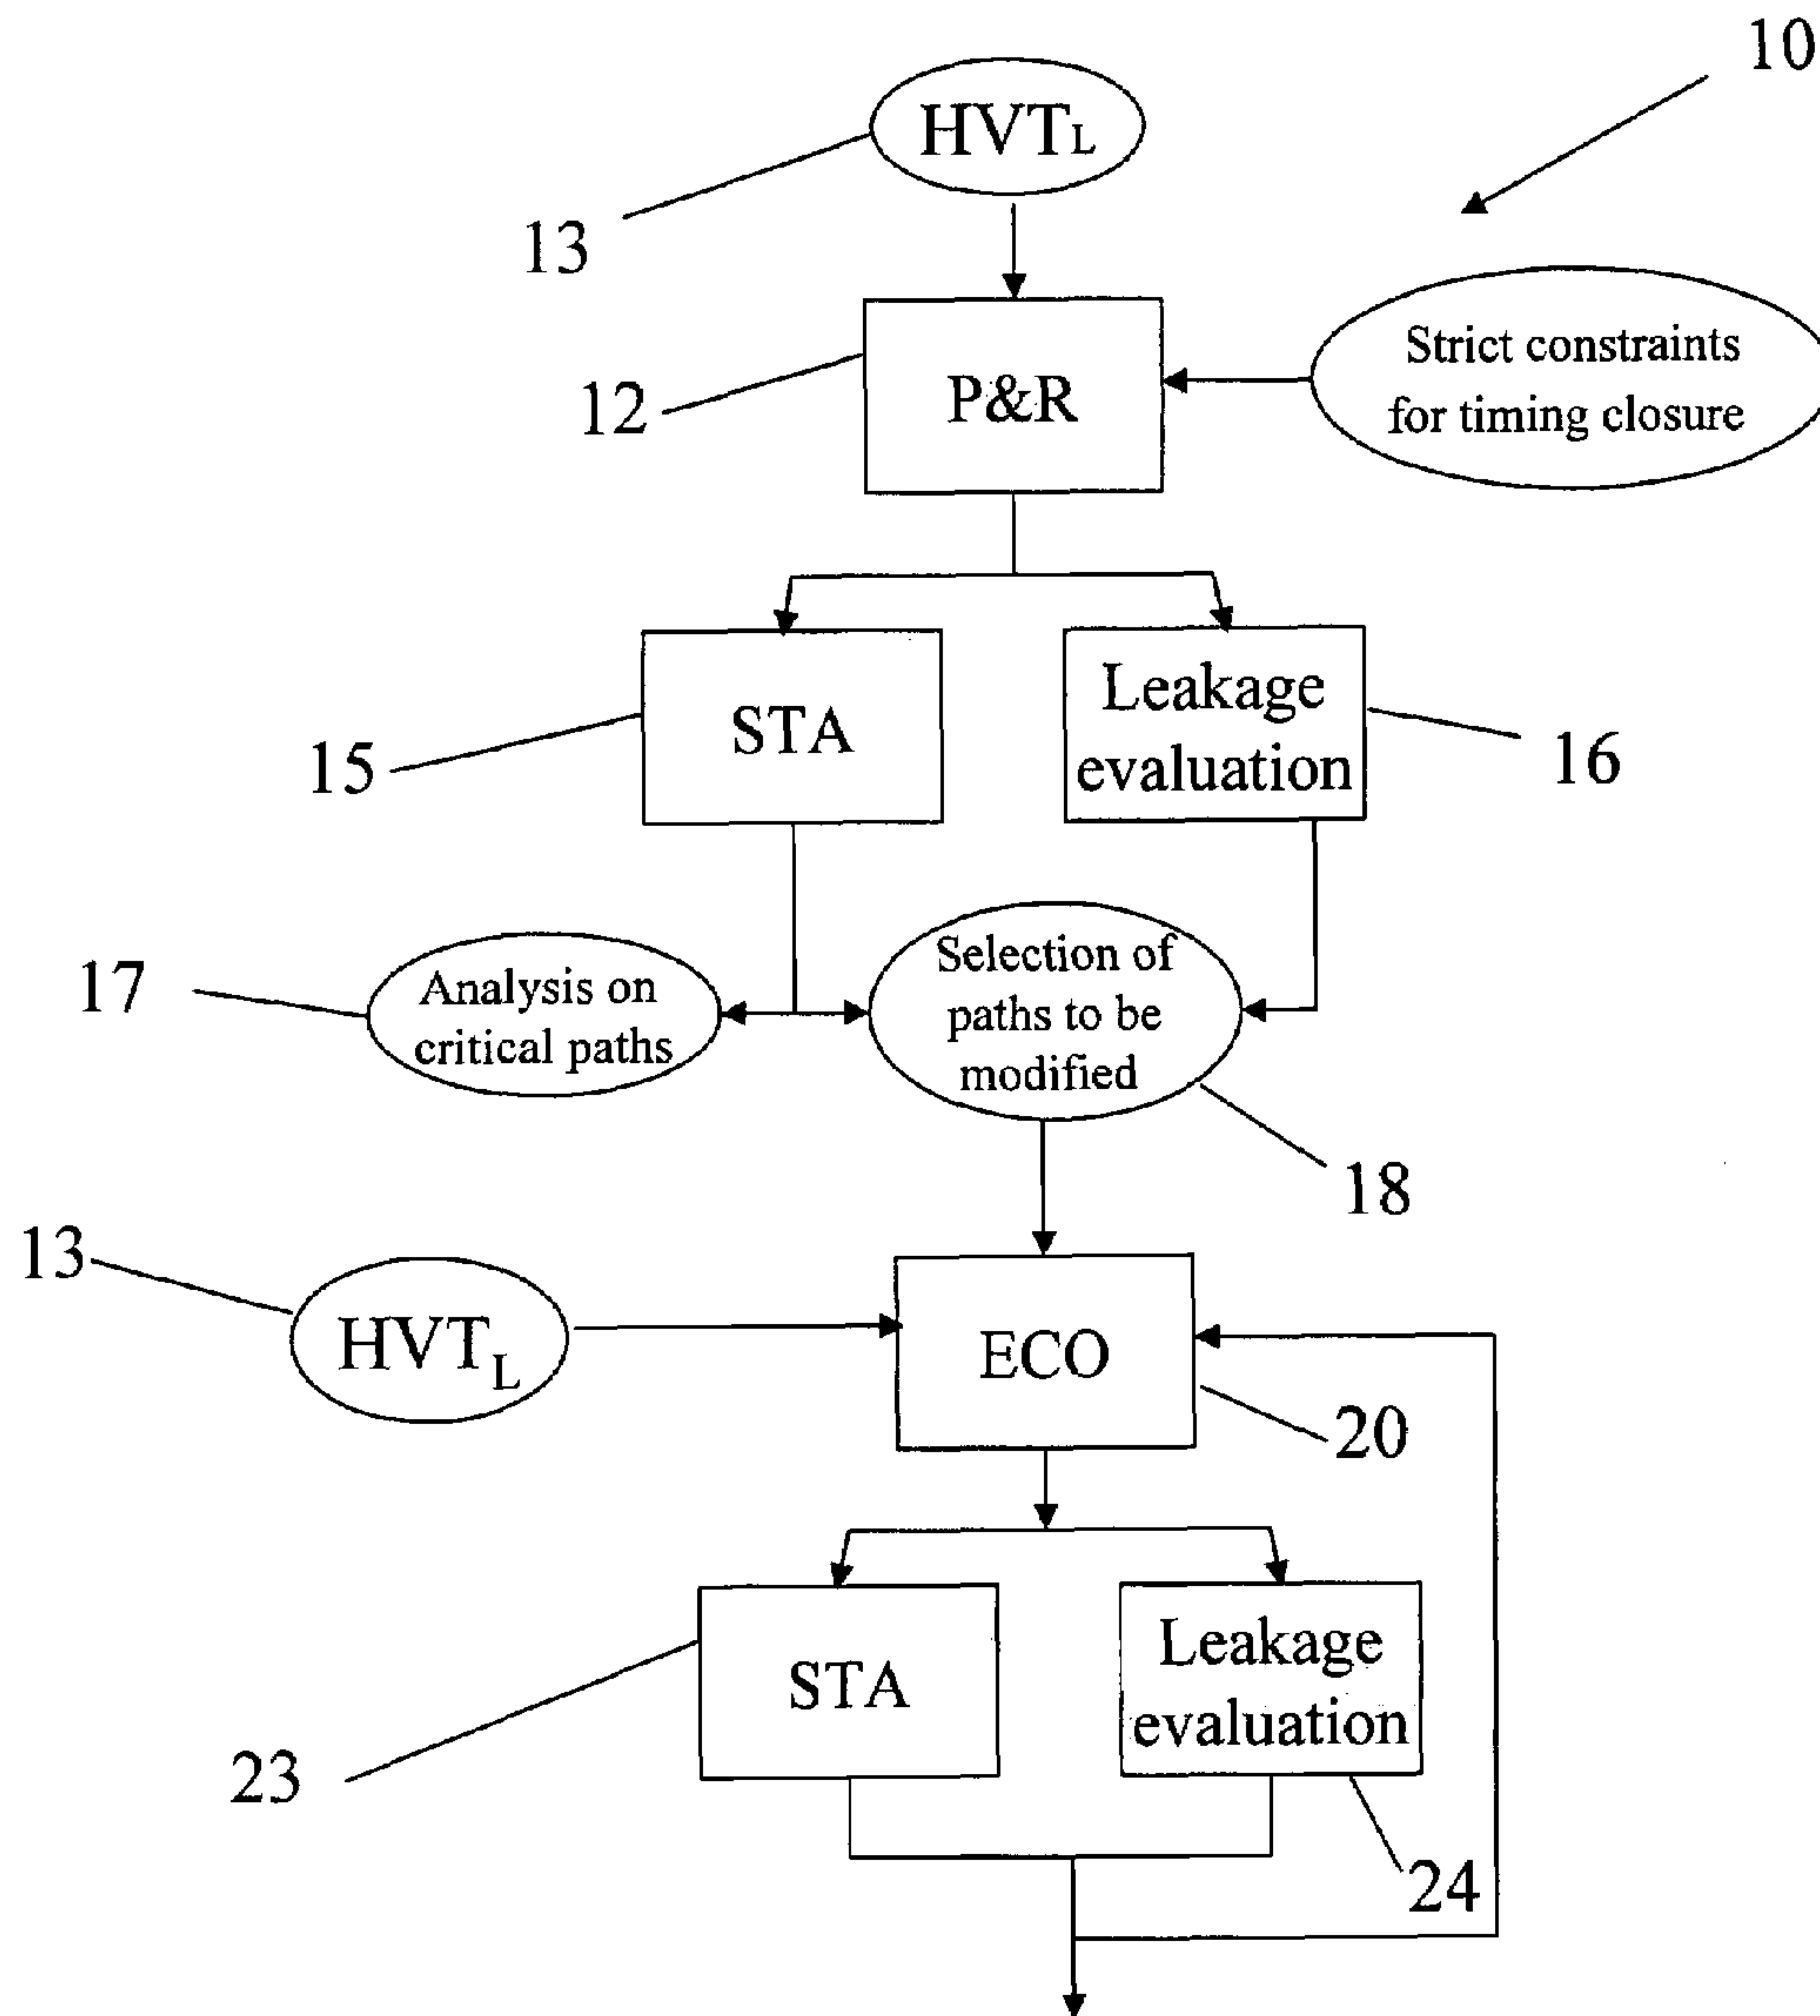 10
HVTL
13
Strict constraints
for timing closure
P&R
12
Leakage
evaluation
STA
15
16
Selection of
paths to be
modified
Analysis on
critical paths
17
18
13
HVTL
ECO
20
Leakage
evaluation
STA
23
24